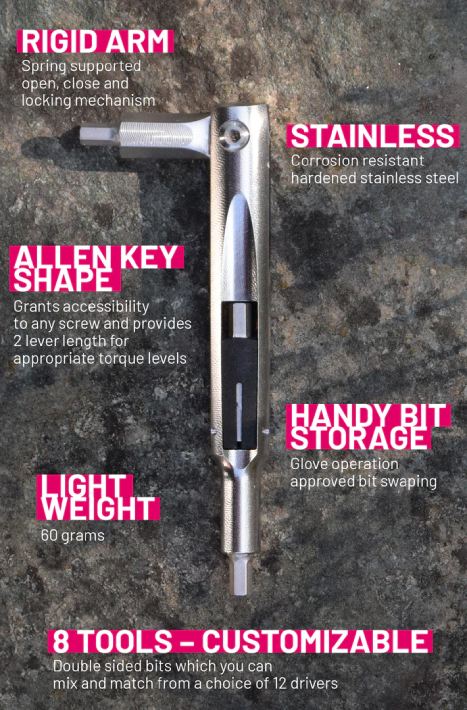 RIGID ARM
Spring supported
open, close and
locking mechanism
STAINLESS
Corrosion resistant
hardened stainless steel
ALLEN KEY
SHAPE
Grants accessibility
to any screw and provides
2 lever length for
appropriate torque levels
HANDY BIT
STORAGE
Glove operation
approved bit swaping
LIGHT
WEIGHT
60 grams
8 TOOLS – CUSTOMIZABLE
Double sided bits which you can
mix and match from a choice of 12 drivers